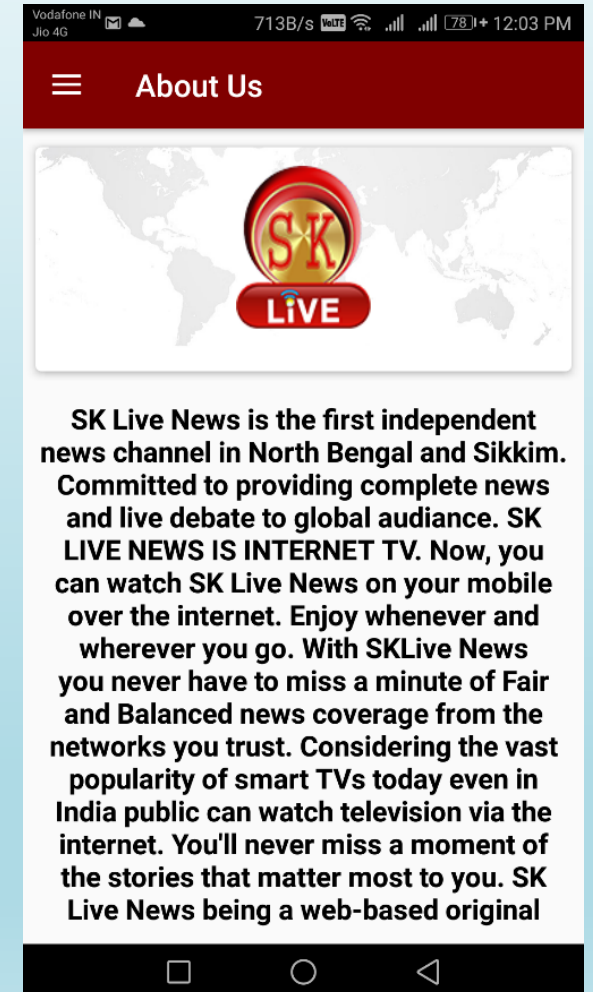 Vodafone IN
Jio 4G
713B/s VoLTE 78 12:03 PM
About Us
SK
LiVE
SK Live News is the first independent
news channel in North Bengal and Sikkim.
Committed to providing complete news
and live debate to global audiance. SK
LIVE NEWS IS INTERNET TV. Now, you
can watch SK Live News on your mobile
over the internet. Enjoy whenever and
wherever you go. With SKLive News
you never have to miss a minute of Fair
and Balanced news coverage from the
networks you trust. Considering the vast
popularity of smart TVs today even in
India public can watch television via the
internet. You'll never miss a moment of
the stories that matter most to you. SK
Live News being a web-based original